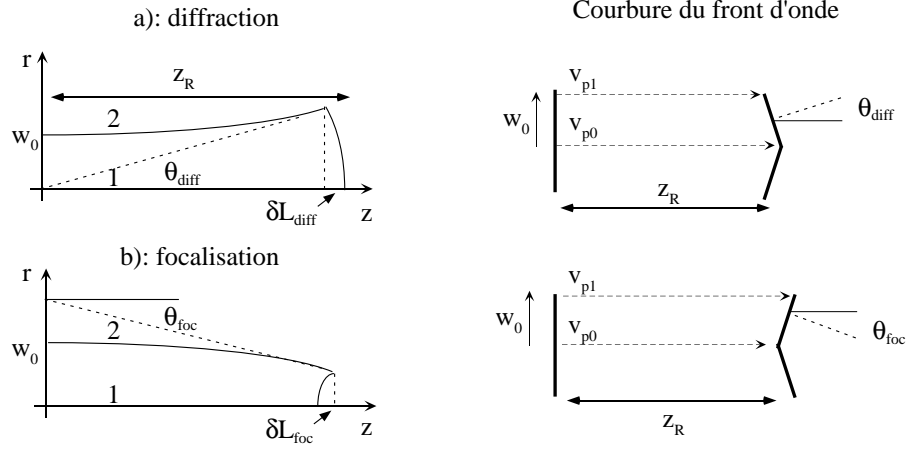 a): diffraction
r
z_R
w_0
2
1
θ_diff
δL_diff
z
Courbure du front d'onde
v_p1
w_0
v_p0
θ_diff
z_R
b): focalisation
r
θ_foc
2
w_0
1
δL_foc
z
v_p1
w_0
v_p0
θ_foc
z_R